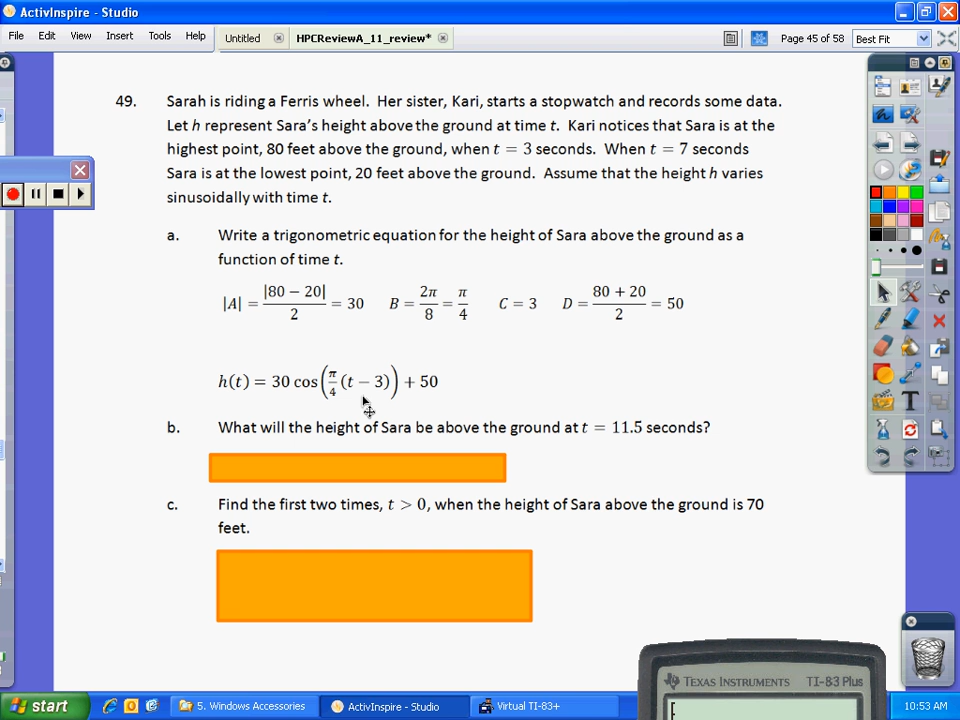 ActivInspire - Studio
File Edit View Insert Tools Help Untitled HPCReviewA_11_review* Page 45 of 58 Best Fit
49. Sarah is riding a Ferris wheel. Her sister, Kari, starts a stopwatch and records some data.
Let h represent Sara's height above the ground at time t. Kari notices that Sara is at the
highest point, 80 feet above the ground, when t = 3 seconds. When t = 7 seconds
Sara is at the lowest point, 20 feet above the ground. Assume that the height h varies
sinusoidally with time t.
a. Write a trigonometric equation for the height of Sara above the ground as a
function of time t.
|A| = |80 − 20|/2 = 30 B = 2π/8 = π/4 C = 3 D = 80 + 20/2 = 50
h(t) = 30 cos(π/4 (t − 3)) + 50
b. What will the height of Sara be above the ground at t = 11.5 seconds?
c. Find the first two times, t > 0, when the height of Sara above the ground is 70
feet.
TEXAS INSTRUMENTS TI-83 Plus
start 5. Windows Accessories ActivInspire - Studio Virtual TI-83+ 10:53 AM